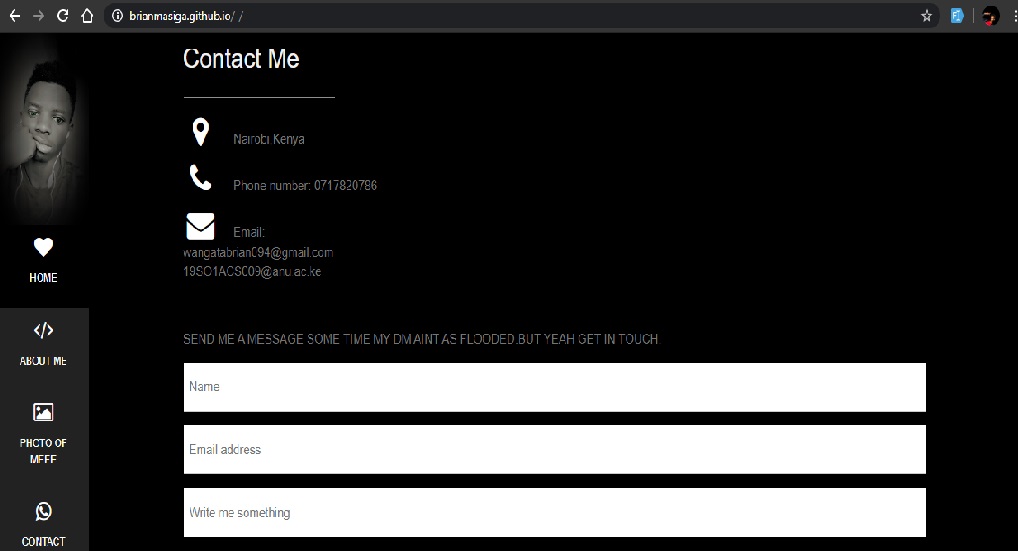 brianmasiga.github.io/ /
Contact Me
Nairobi Kenya
Phone number: 0717820786
Email:
wangatabrian094@gmail.com
19SO1ACS009@anu.ac.ke
HOME
ABOUT ME
PHOTO OF
MEEE
CONTACT
SEND ME A MESSAGE SOME TIME MY DM AINT AS FLOODED.BUT YEAH GET IN TOUCH.
Name
Email address
Write me something